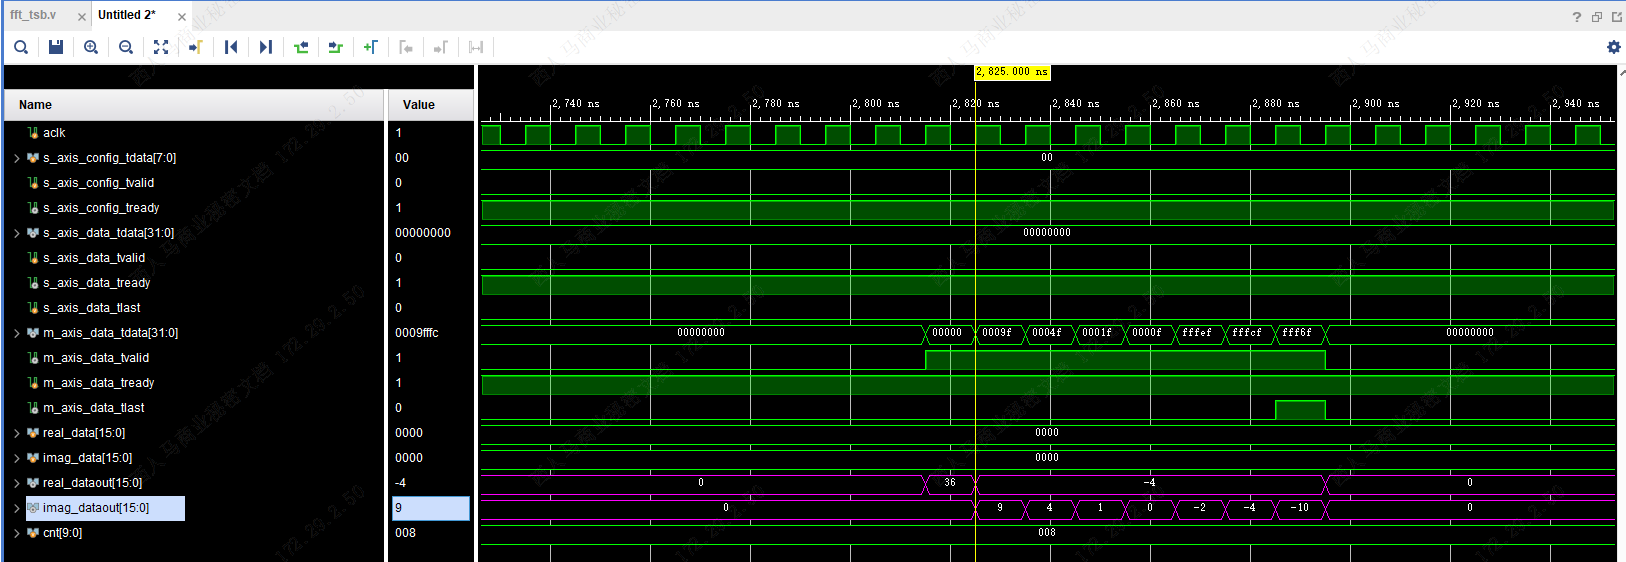 fft_tsb.v × Untitled 2* ×
2,825.000 ns
Name Value
2,740 ns 2,760 ns 2,780 ns 2,800 ns 2,820 ns 2,840 ns 2,860 ns 2,880 ns 2,900 ns 2,920 ns 2,940 ns
aclk 1
s_axis_config_tdata[7:0] 00 00
s_axis_config_tvalid 0
s_axis_config_tready 1
s_axis_data_tdata[31:0] 00000000 00000000
s_axis_data_tvalid 0
s_axis_data_tready 1
s_axis_data_tlast 0
m_axis_data_tdata[31:0] 0009fffc 00000000 00000 0009f 0004f 0001f 0000f fffef fffcf fff6f 00000000
m_axis_data_tvalid 1
m_axis_data_tready 1
m_axis_data_tlast 0
real_data[15:0] 0000 0000
imag_data[15:0] 0000 0000
real_dataout[15:0] -4 0 36 -4 0
imag_dataout[15:0] 9 0 9 4 1 0 -2 -4 -10 0
cnt[9:0] 008 008